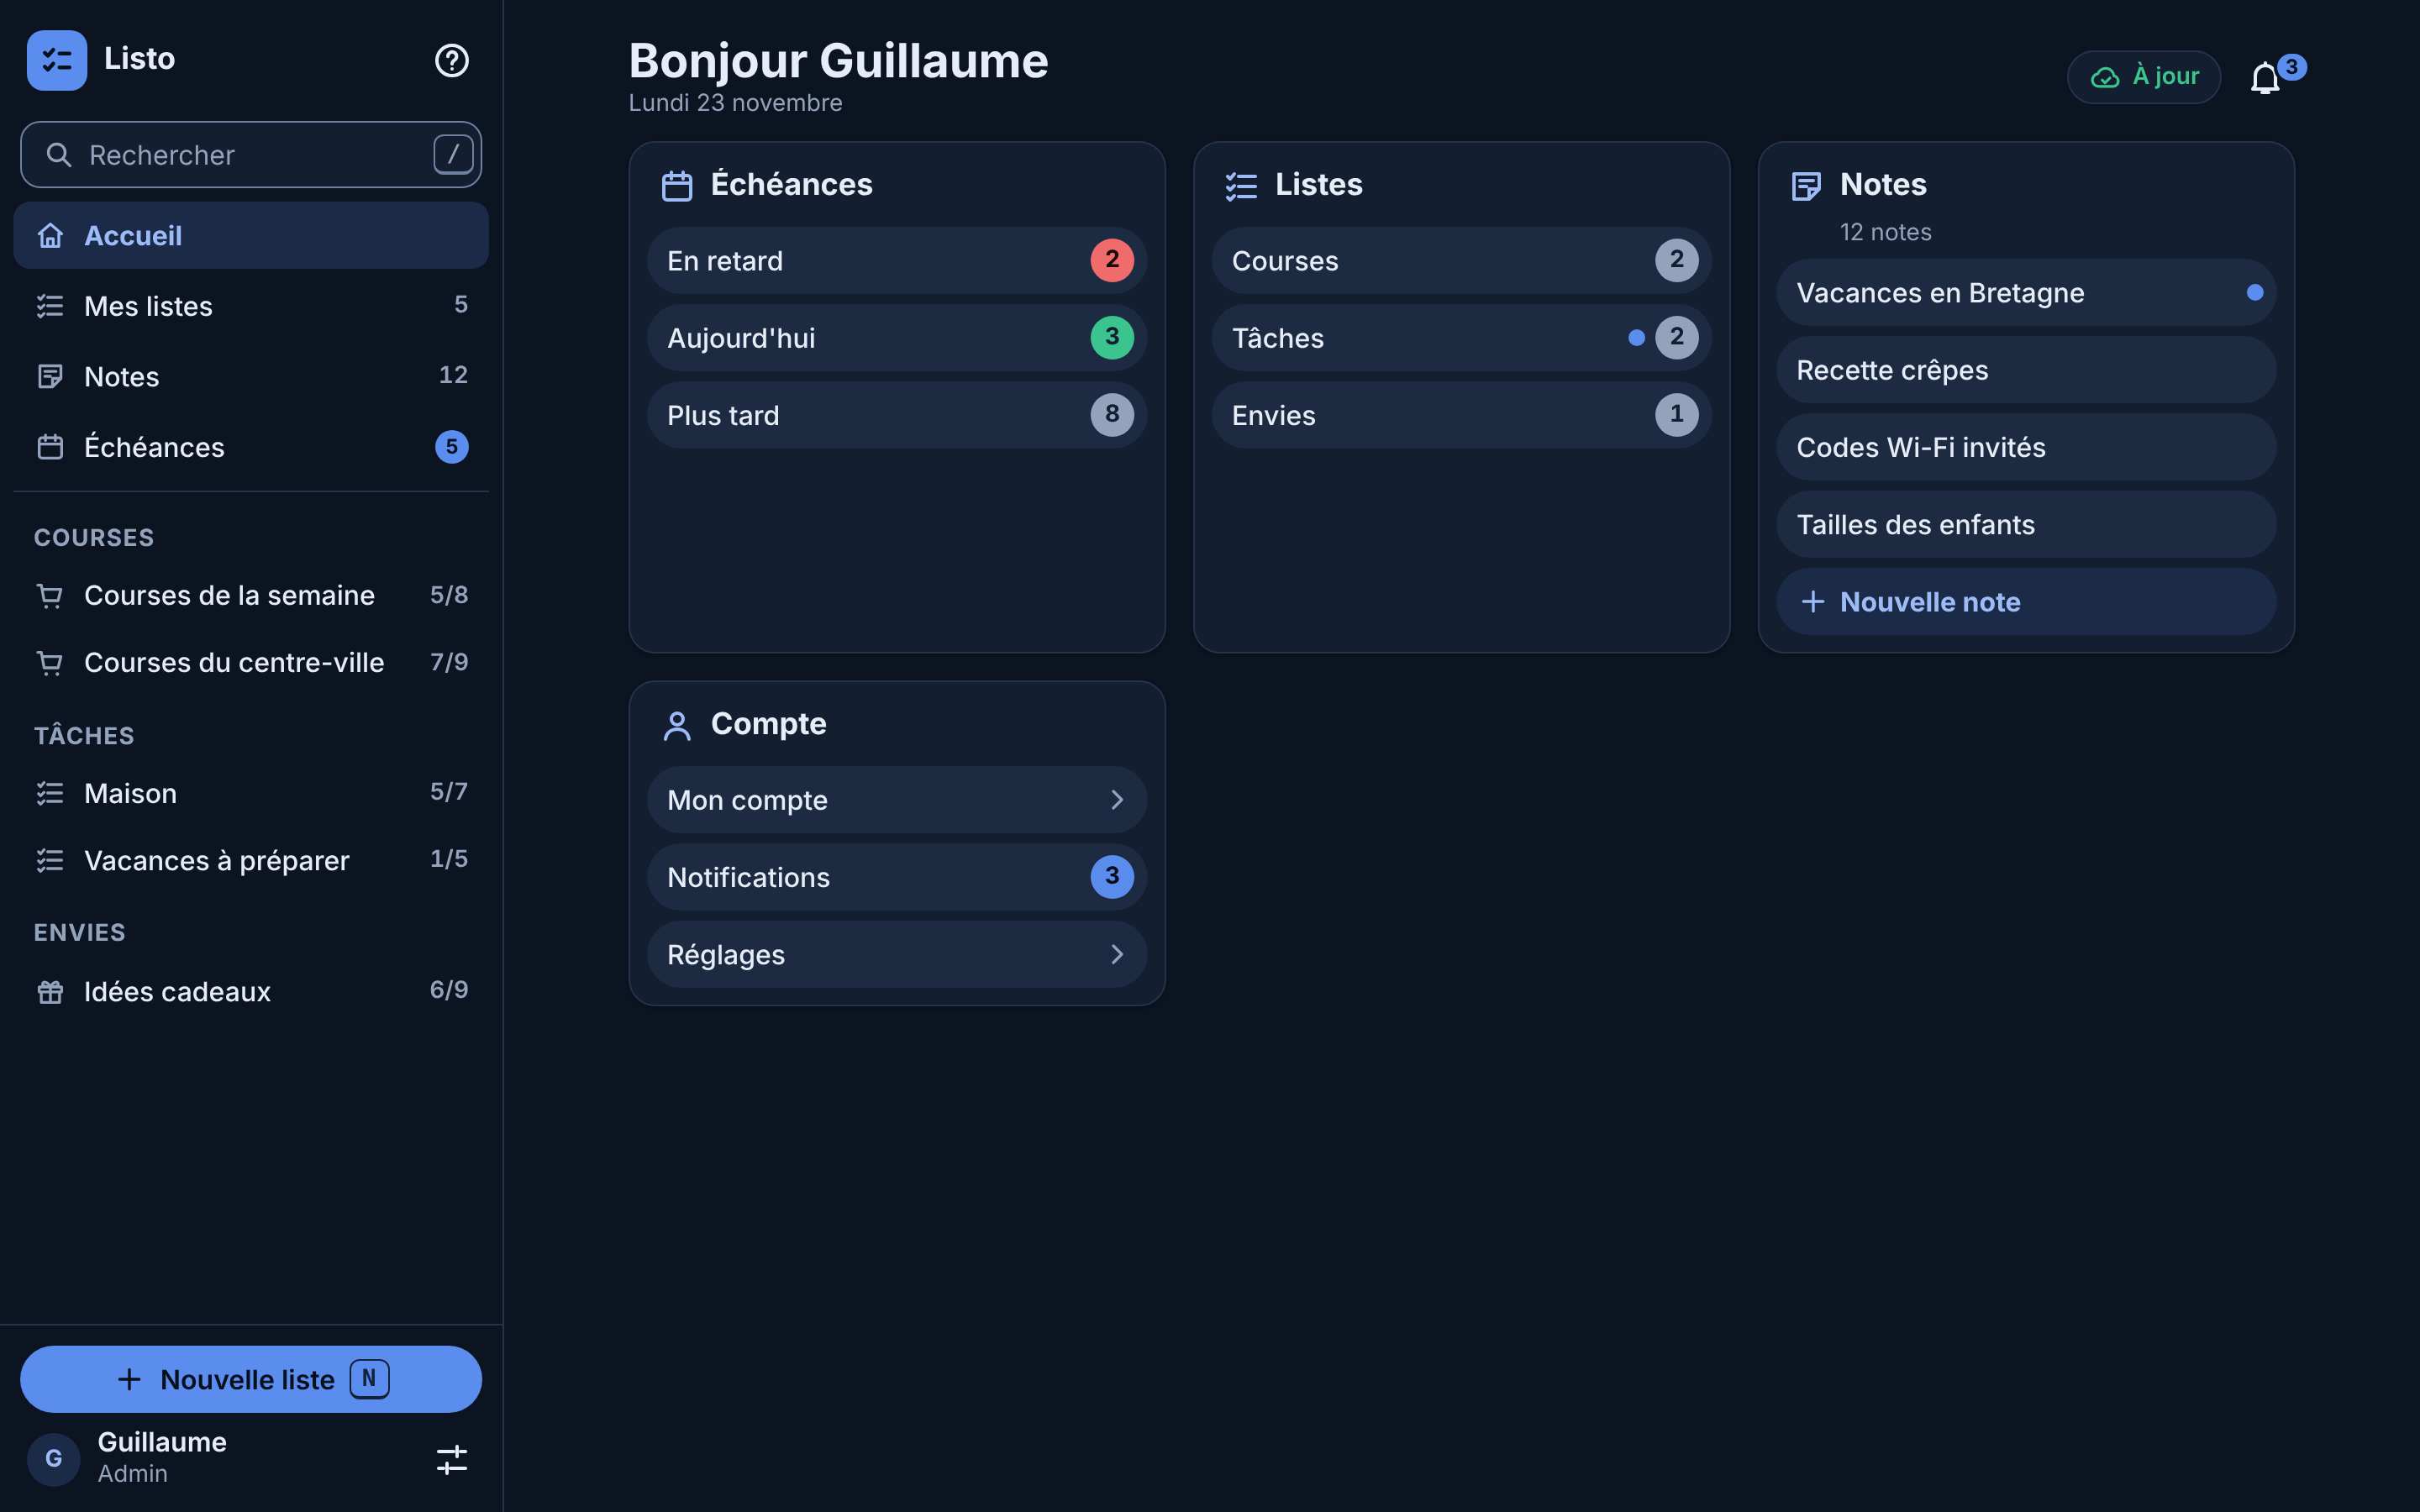 Listo
Rechercher /
Accueil
Mes listes 5
Notes 12
Échéances 5
COURSES
Courses de la semaine 5/8
Courses du centre-ville 7/9
TÂCHES
Maison 5/7
Vacances à préparer 1/5
ENVIES
Idées cadeaux 6/9
Nouvelle liste N
G Guillaume
Admin
Bonjour Guillaume
Lundi 23 novembre
À jour 3
Échéances
En retard 2
Aujourd'hui 3
Plus tard 8
Listes
Courses 2
Tâches 2
Envies 1
Notes
12 notes
Vacances en Bretagne
Recette crêpes
Codes Wi-Fi invités
Tailles des enfants
Nouvelle note
Compte
Mon compte
Notifications 3
Réglages